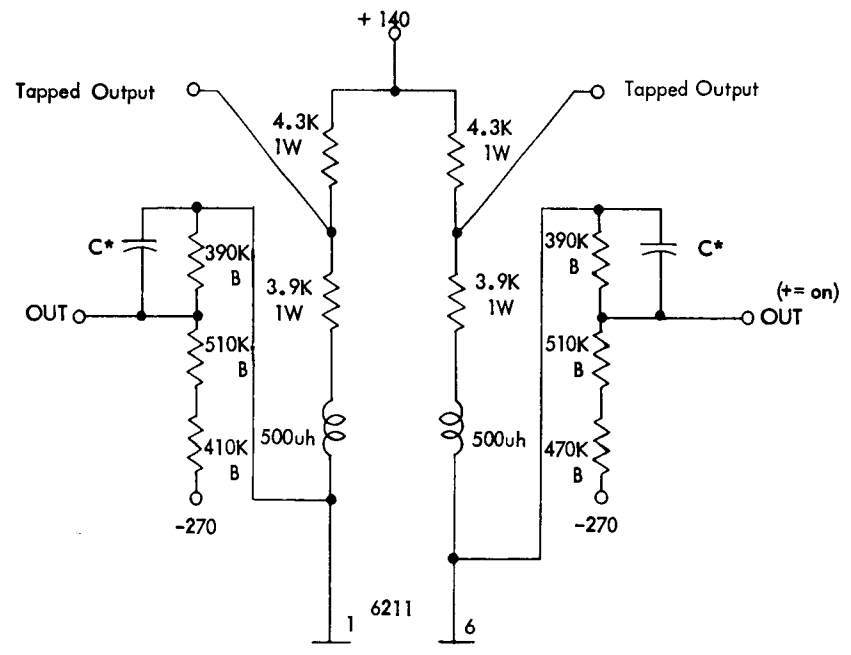 + 140
Tapped Output
Tapped Output
4.3K
1W
4.3K
1W
C*
390K
B
3.9K
1W
3.9K
1W
390K
B
C*
(+= on)
OUT
OUT
510K
B
510K
B
410K
B
500uh
500uh
470K
B
-270
-270
6211
1
6